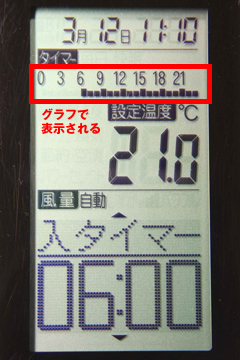 3月12日 11:10
タイマー
0 3 6 9 12 15 18 21
グラフで
表示される
設定温度 ℃
21.0
風量 自動
入タイマー
06:00